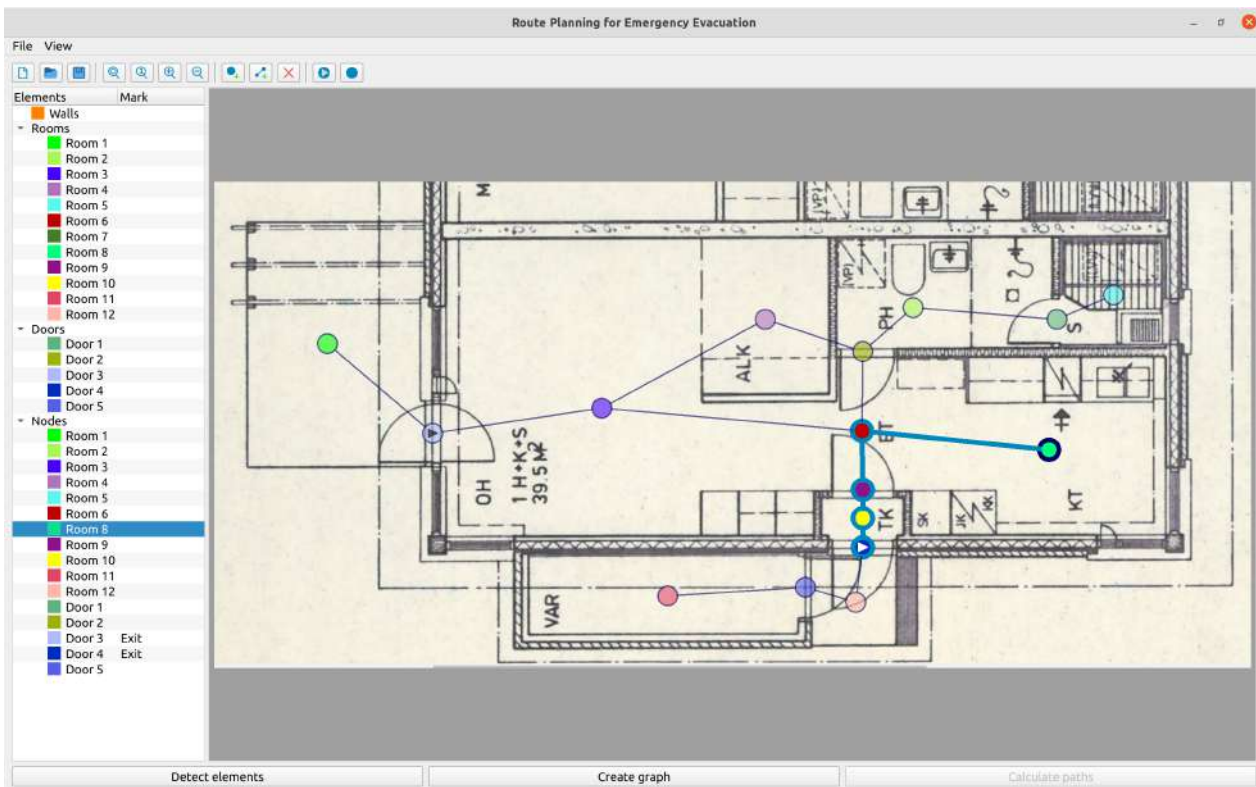 Route Planning for Emergency Evacuation
File View
Elements Mark
Walls
Rooms
Room 1
Room 2
Room 3
Room 4
Room 5
Room 6
Room 7
Room 8
Room 9
Room 10
Room 11
Room 12
Doors
Door 1
Door 2
Door 3
Door 4
Door 5
Nodes
Room 1
Room 2
Room 3
Room 4
Room 5
Room 6
Room 8
Room 9
Room 10
Room 11
Room 12
Door 1
Door 2
Door 3 Exit
Door 4 Exit
Door 5
M
(VP)
(VP)
PH
S
ALK
ET
OH
1 H+K+S
39.5 M2
TK
SK
JK
KK
KT
VAR
Detect elements
Create graph
Calculate paths